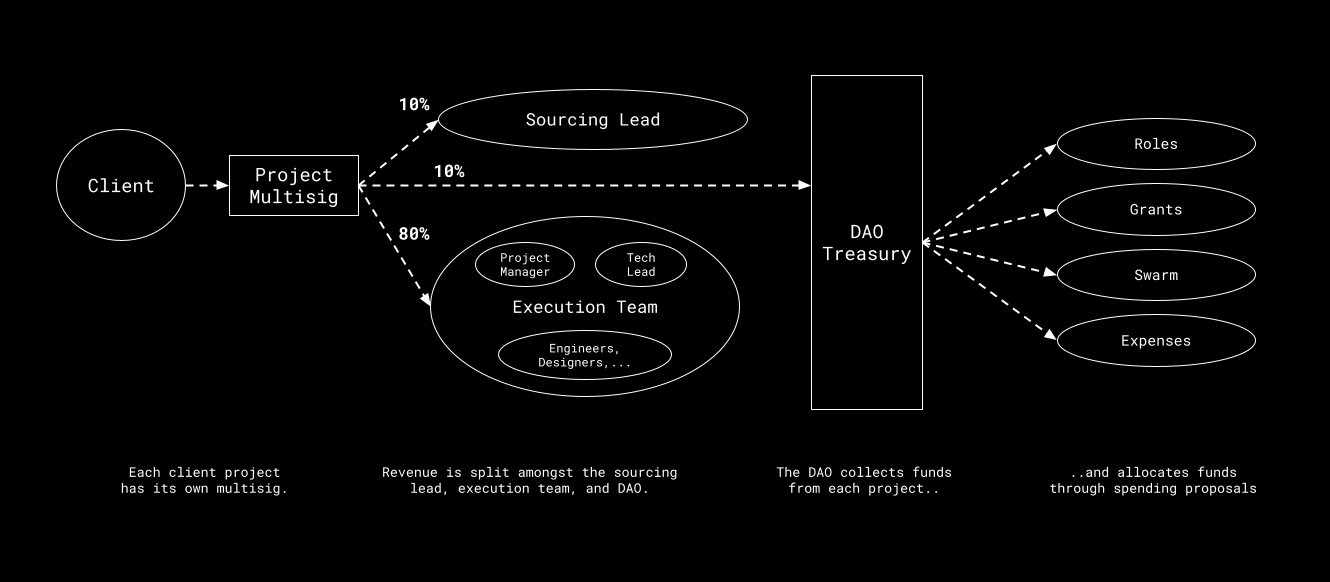 Client
Project
Multisig
10%
Sourcing Lead
10%
80%
Project
Manager
Tech
Lead
Execution Team
Engineers,
Designers,...
DAO
Treasury
Roles
Grants
Swarm
Expenses
Each client project
has its own multisig.
Revenue is split amongst the sourcing
lead, execution team, and DAO.
The DAO collects funds
from each project..
..and allocates funds
through spending proposals